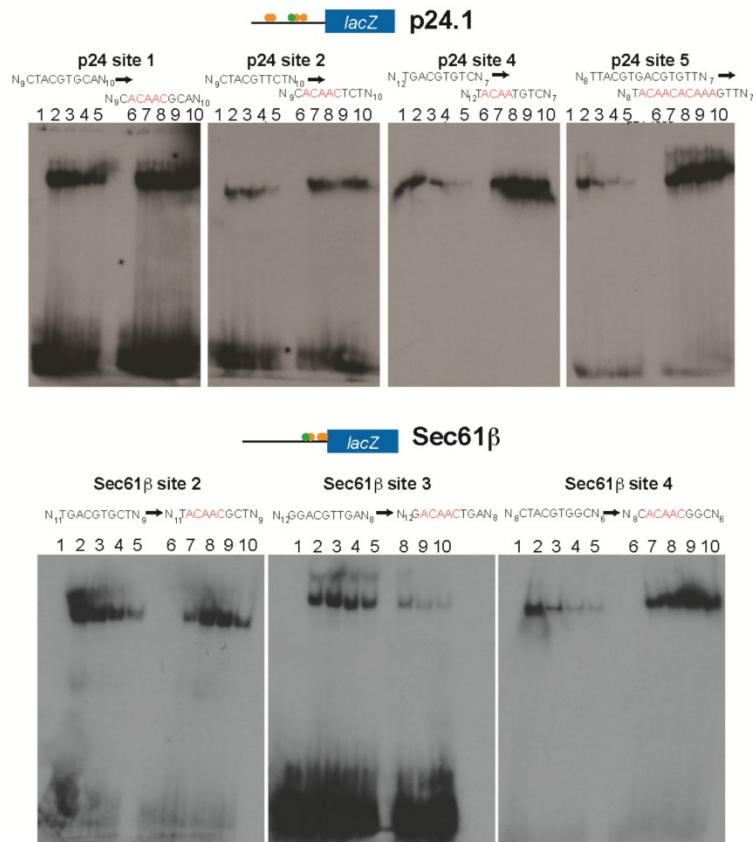 lacZ p24.1
p24 site 1 p24 site 2 p24 site 4 p24 site 5
N9CTACGTGCAN10 N9CTACGTTCTN10 N12TGACGTGTCN7 N8TTACGTGACGTGTTN7
N9CACAACGCAN10 N9CACAACTCTN10 N12TACAATGTCN7 N8TACAACACAAAGTTN7
1 2 3 4 5 6 7 8 9 10 1 2 3 4 5 6 7 8 9 10 1 2 3 4 5 6 7 8 9 10 1 2 3 4 5 6 7 8 9 10
lacZ Sec61β
Sec61β site 2 Sec61β site 3 Sec61β site 4
N11TGACGTGCTN9 N11TACAACGCTN9 N12GGACGTTGAN8 N12GACAACTGAN8 N8CTACGTGGCN6 N8CACAACGGCN6
1 2 3 4 5 6 7 8 9 10 1 2 3 4 5 8 9 10 1 2 3 4 5 6 7 8 9 10